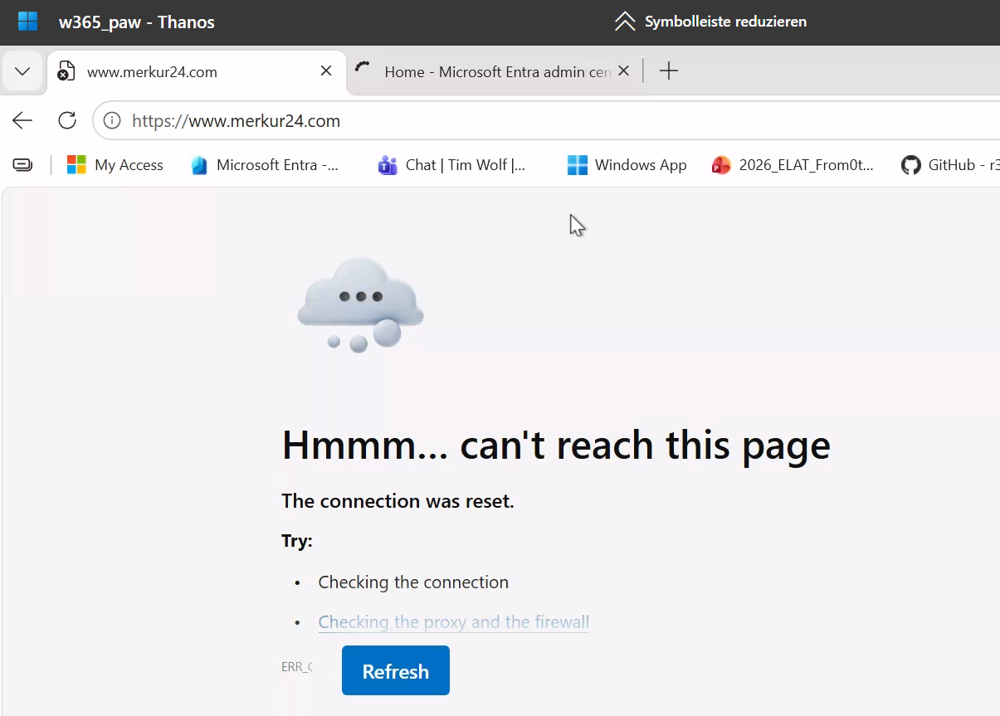 w365_paw - Thanos
Symbolleiste reduzieren
www.merkur24.com
Home - Microsoft Entra admin cen
https://www.merkur24.com
My Access
Microsoft Entra -...
Chat | Tim Wolf |...
Windows App
2026_ELAT_From0t...
GitHub - r3
Hmmm... can't reach this page
The connection was reset.
Try:
• Checking the connection
• Checking the proxy and the firewall
ERR_C
Refresh